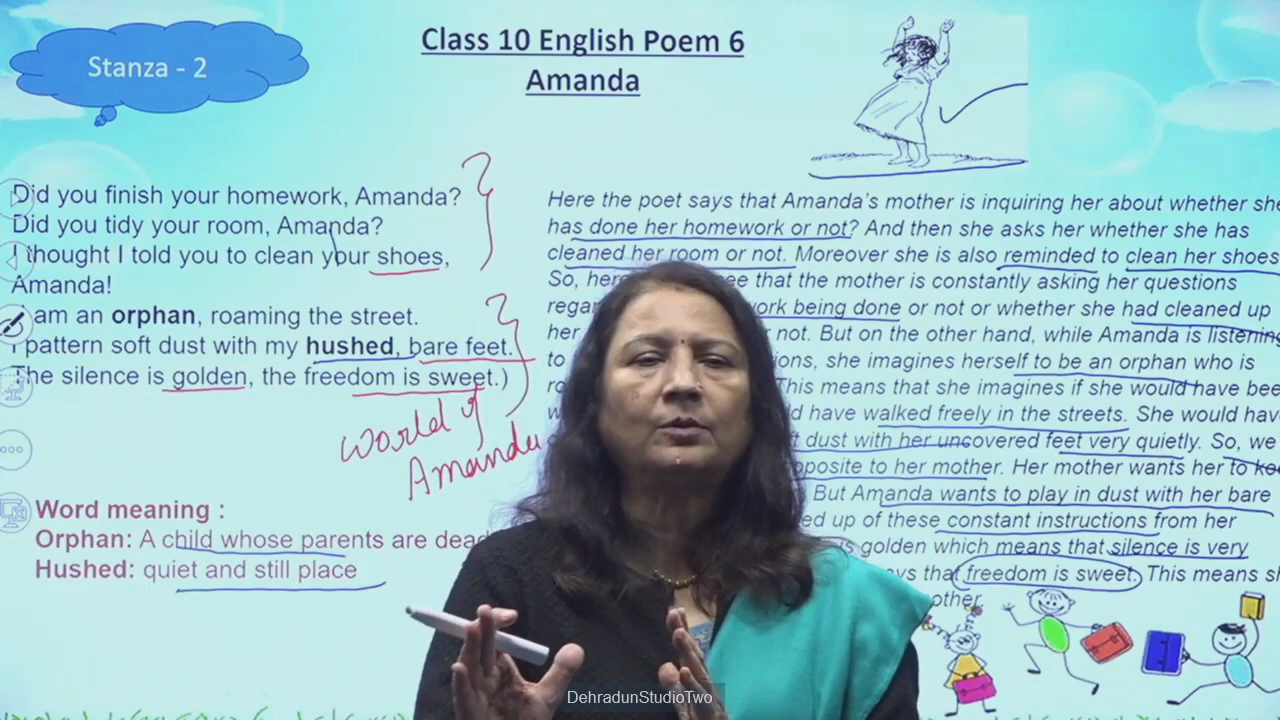 Stanza - 2
Class 10 English Poem 6
Amanda
Did you finish your homework, Amanda?
Did you tidy your room, Amanda?
I thought I told you to clean your shoes,
Amanda!
am an orphan, roaming the street.
I pattern soft dust with my hushed, bare feet.
The silence is golden, the freedom is sweet.)
world of
Amanda
Word meaning :
Orphan: A child whose parents are dead
Hushed: quiet and still place
Here the poet says that Amanda's mother is inquiring her about whether she
has done her homework or not? And then she asks her whether she has
cleaned her room or not. Moreover she is also reminded to clean her shoes
So, here see that the mother is constantly asking her questions
work being done or not or whether she had cleaned up
her or not. But on the other hand, while Amanda is listening
to she imagines herself to be an orphan who is
This means that she imagines if she would have been
have walked freely in the streets. She would have
dust with her uncovered feet very quietly. So, we
opposite to her mother. Her mother wants her to
But Amanda wants to play in dust with her bare
up of these constant instructions from her
is golden which means that silence is very
that freedom is sweet. This means
DehradunStudioTwo